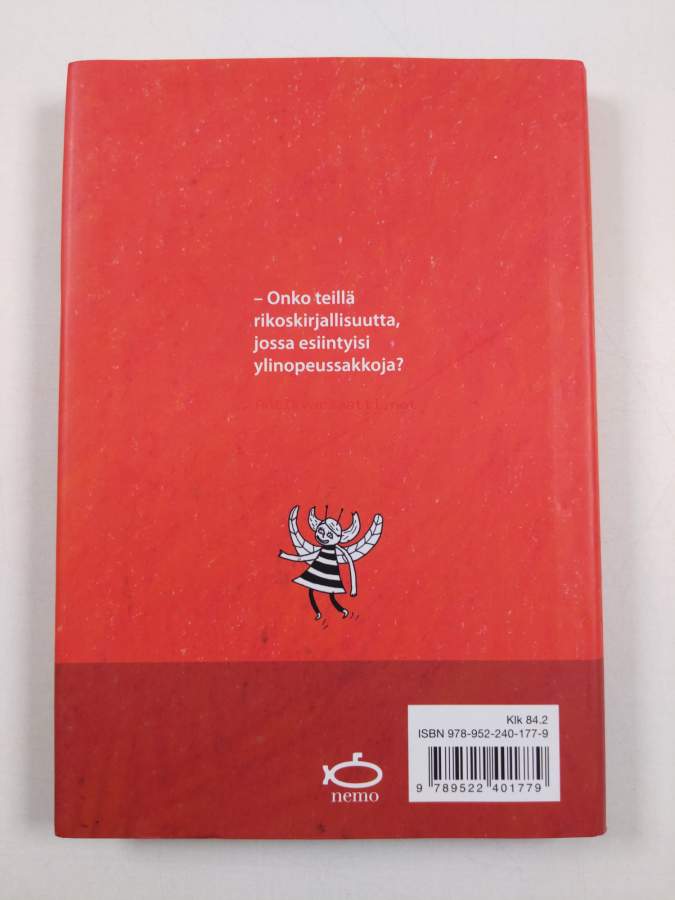 – Onko teillä
rikoskirjallisuutta,
jossa esiintyisi
ylinopeussakkoja?
Klk 84.2
ISBN 978-952-240-177-9
9 789522 401779
nemo